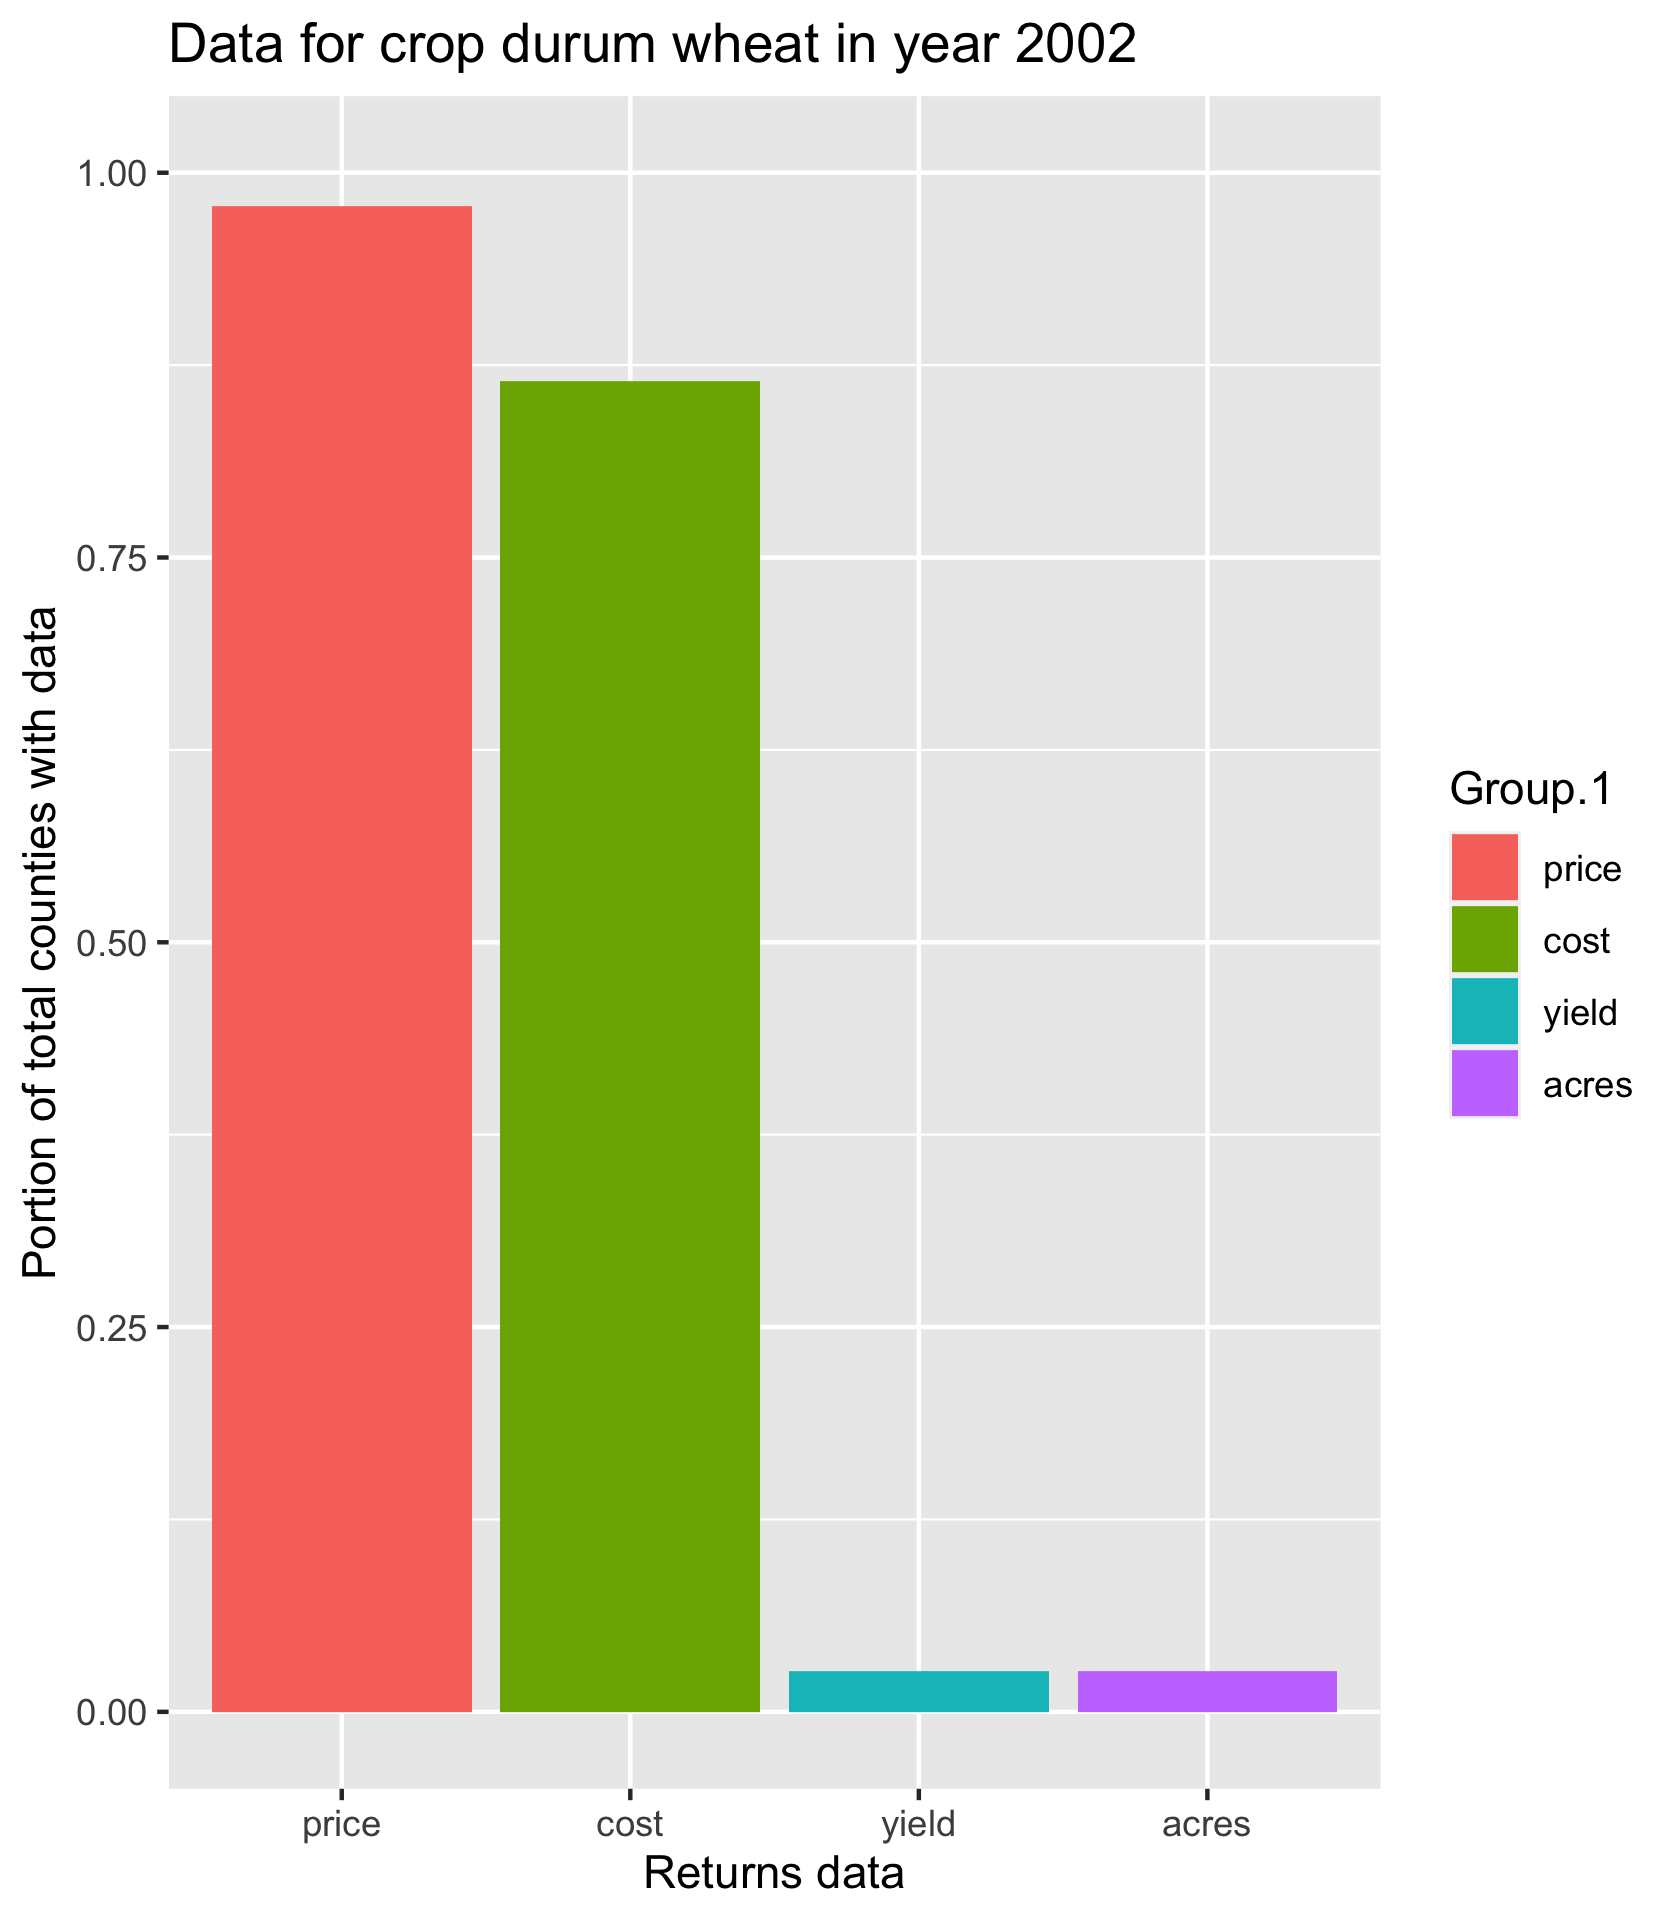 Data for crop durum wheat in year 2002
Portion of total counties with data
1.00
0.75
0.50
0.25
0.00
price
cost
yield
acres
Returns data
Group.1
price
cost
yield
acres